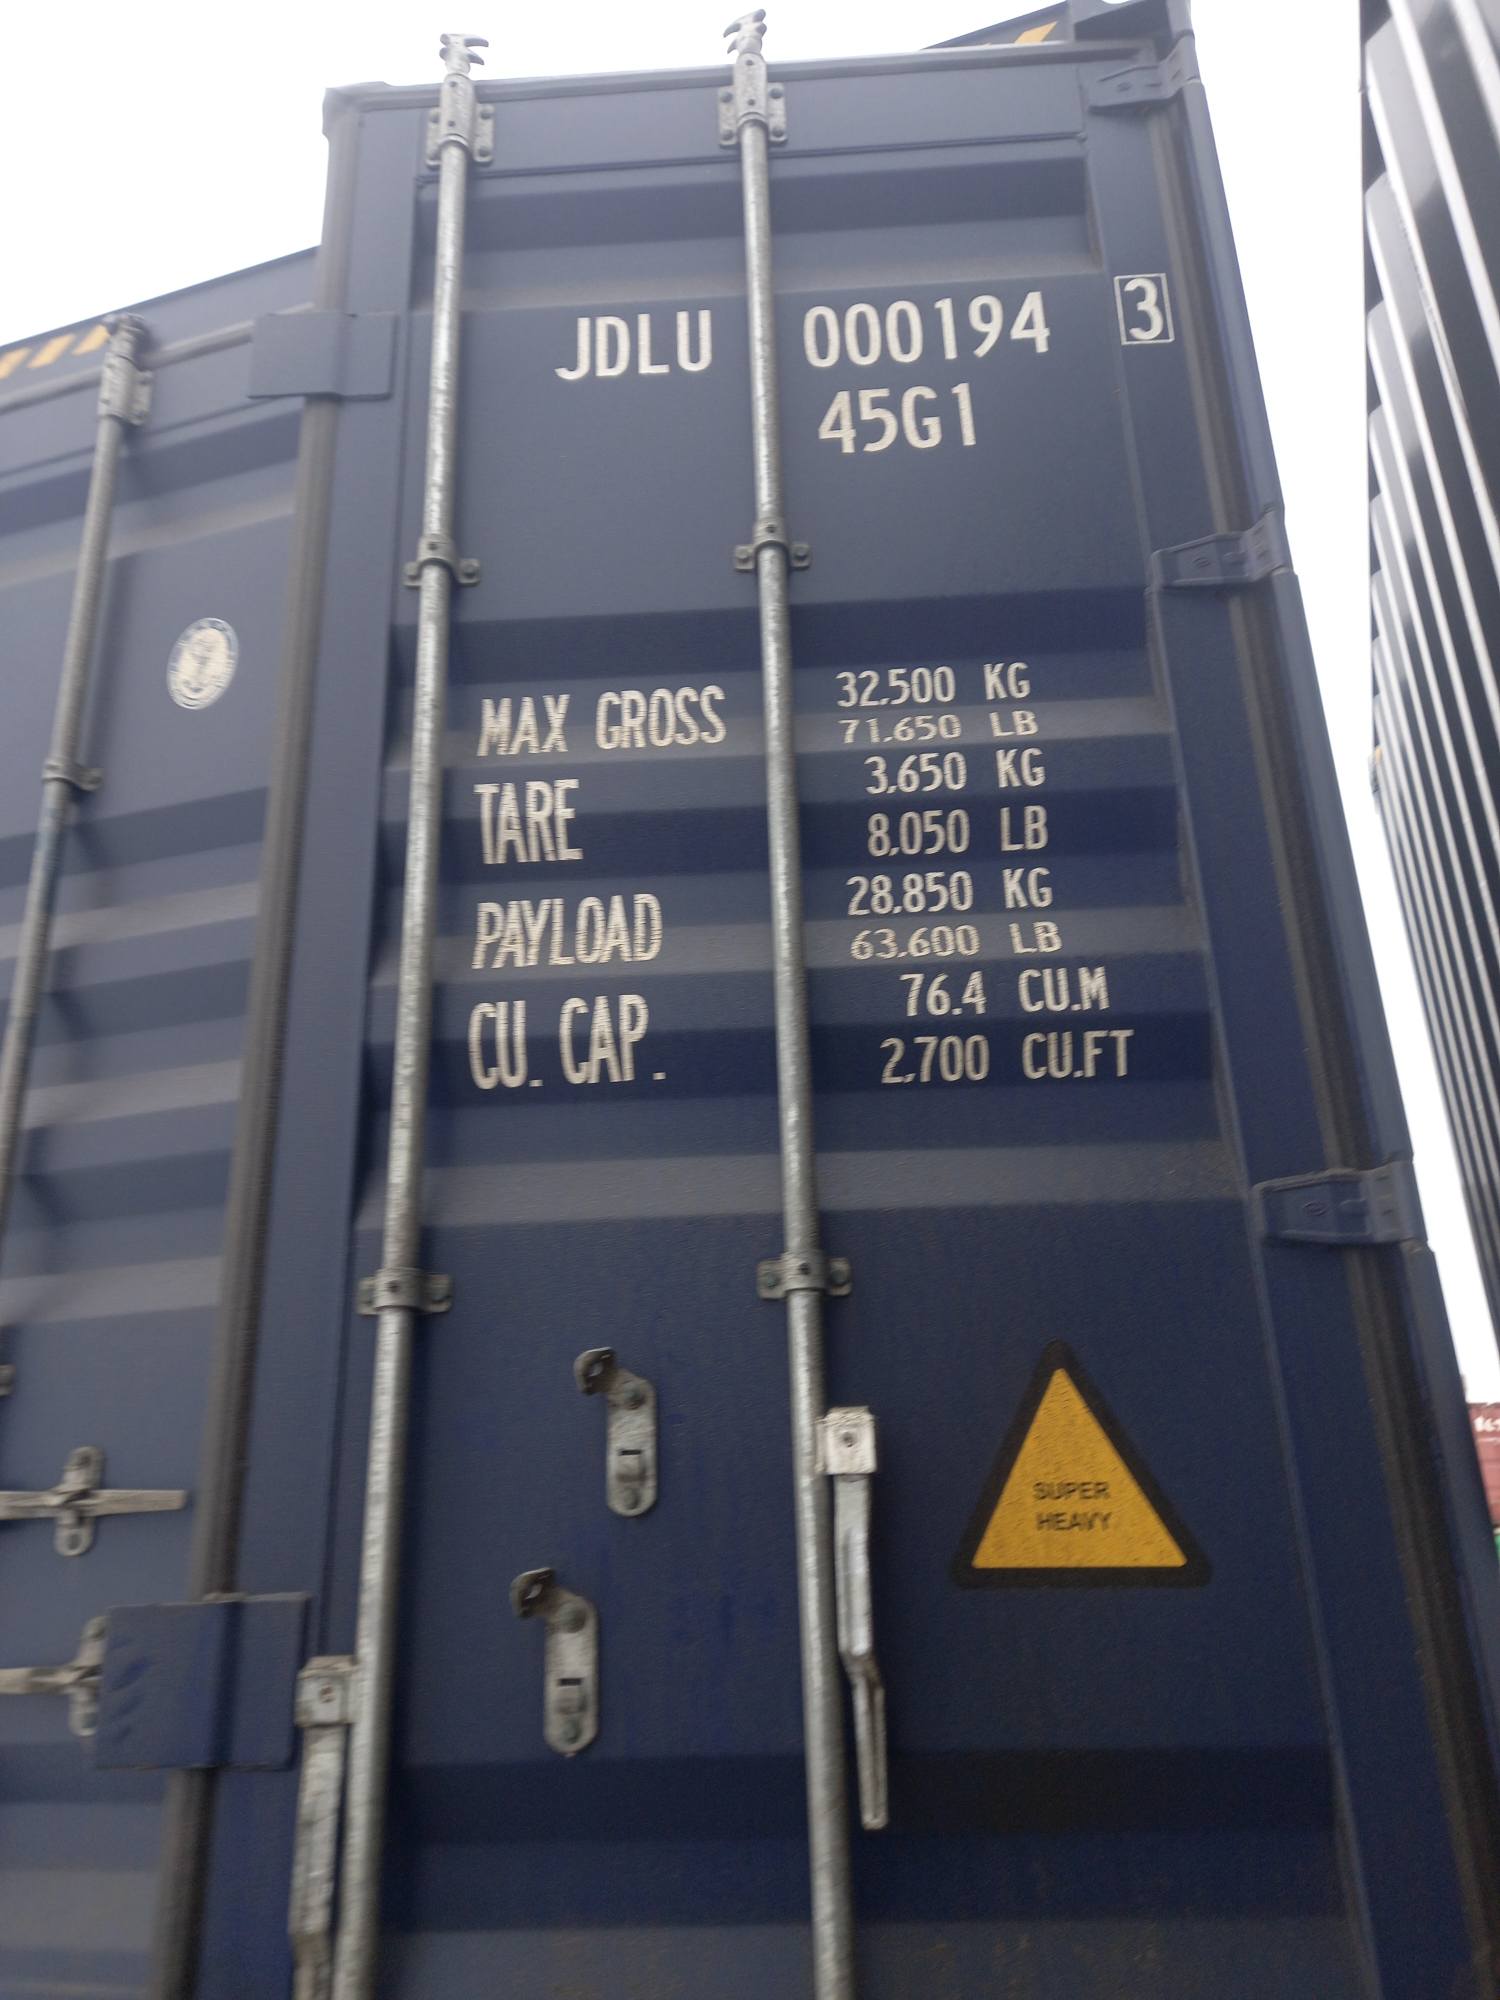 JDLU 000194 3
45G1
MAX GROSS 32,500 KG
71,650 LB
TARE 3,650 KG
8,050 LB
PAYLOAD 28,850 KG
63,600 LB
CU. CAP. 76.4 CU.M
2,700 CU.FT
SUPER
HEAVY